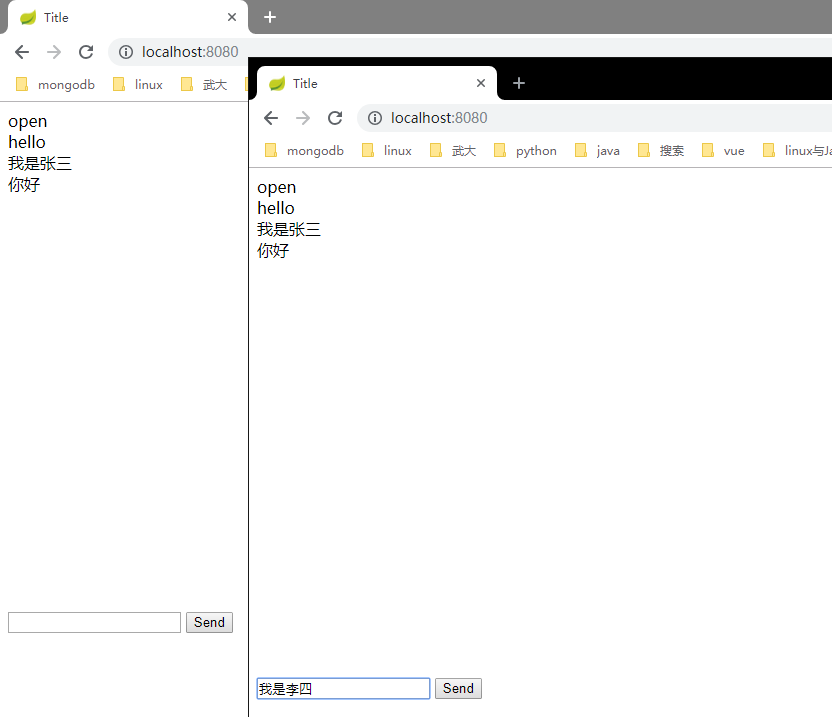 Title
localhost:8080
mongodb linux 武大
open
hello
我是张三
你好
Send
Title
localhost:8080
mongodb linux 武大 python java 搜索 vue linux与Ja
open
hello
我是张三
你好
我是李四 Send